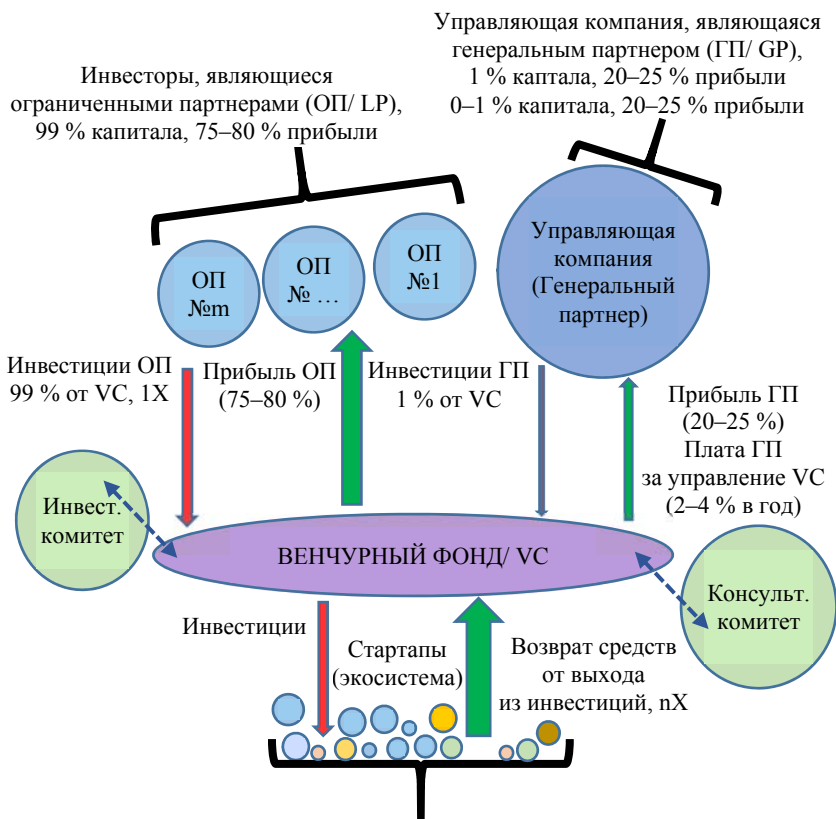 Управляющая компания, являющаяся
генеральным партнером (ГП/ GP),
1 % каптала, 20–25 % прибыли
0–1 % капитала, 20–25 % прибыли
Инвесторы, являющиеся
ограниченными партнерами (ОП/ LP),
99 % капитала, 75–80 % прибыли
ОП
№m
ОП
№ …
ОП
№1
Управляющая
компания
(Генеральный
партнер)
Инвестиции ОП
99 % от VC, 1X
Прибыль ОП
(75–80 %)
Инвестиции ГП
1 % от VC
Прибыль ГП
(20–25 %)
Плата ГП
за управление VC
(2–4 % в год)
Инвест.
комитет
ВЕНЧУРНЫЙ ФОНД/ VC
Консульт.
комитет
Инвестиции
Стартапы
(экосистема)
Возврат средств
от выхода
из инвестиций, nX